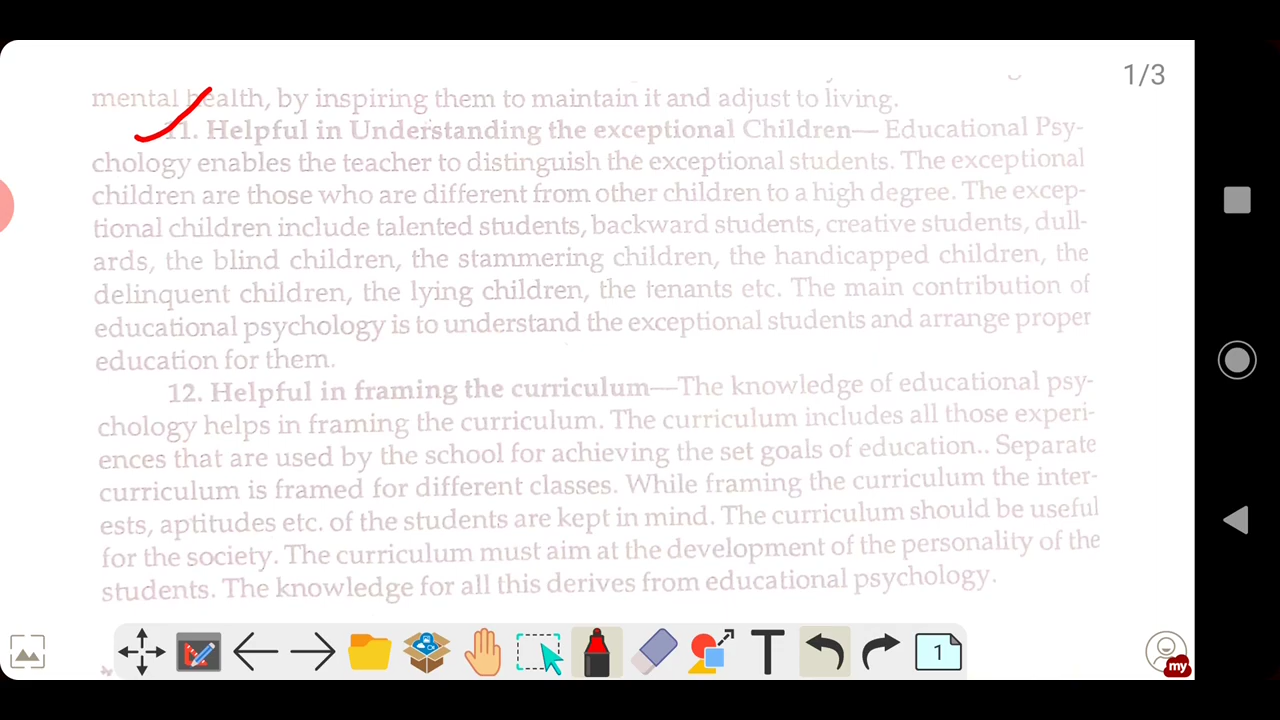 1/3
mental health, by inspiring them to maintain it and adjust to living.
11. Helpful in Understanding the exceptional Children— Educational Psy-
chology enables the teacher to distinguish the exceptional students. The exceptional
children are those who are different from other children to a high degree. The excep-
tional children include talented students, backward students, creative students, dull-
ards, the blind children, the stammering children, the handicapped children, the
delinquent children, the lying children, the tenants etc. The main contribution of
educational psychology is to understand the exceptional students and arrange proper
education for them.
12. Helpful in framing the curriculum—The knowledge of educational psy-
chology helps in framing the curriculum. The curriculum includes all those experi-
ences that are used by the school for achieving the set goals of education.. Separate
curriculum is framed for different classes. While framing the curriculum the inter-
ests, aptitudes etc. of the students are kept in mind. The curriculum should be useful
for the society. The curriculum must aim at the development of the personality of the
students. The knowledge for all this derives from educational psychology.
T
1
my